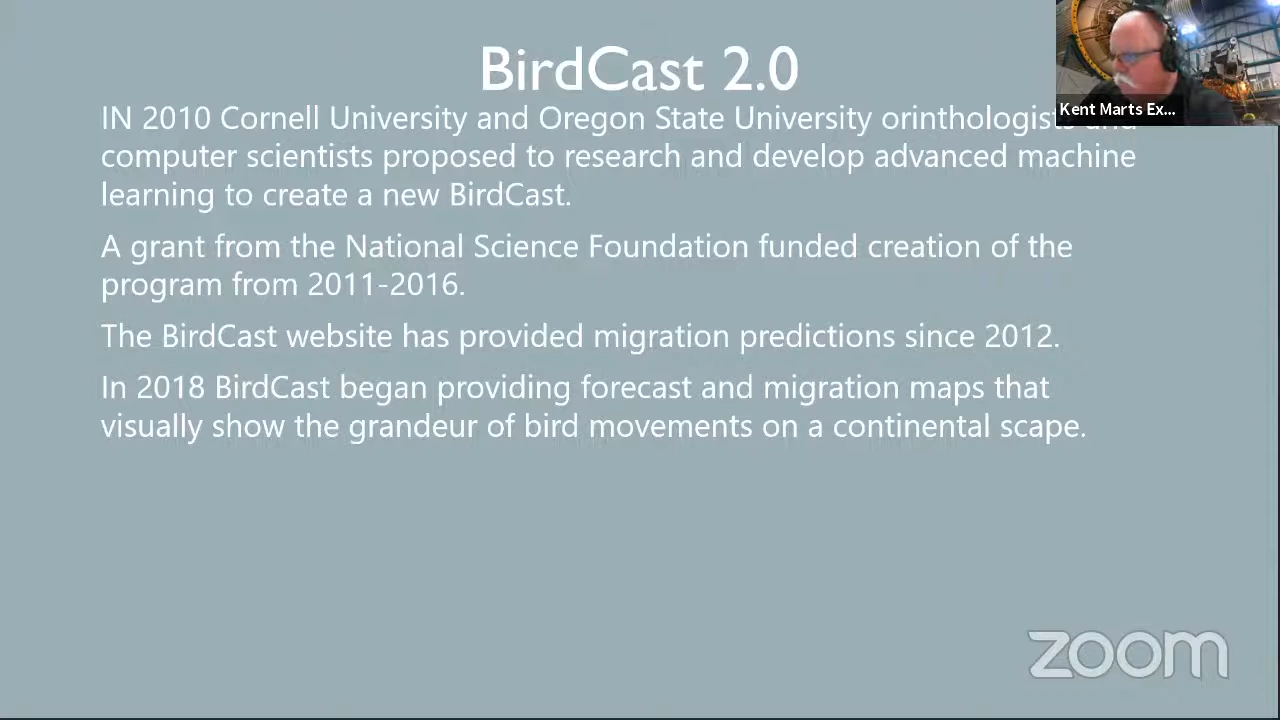 BirdCast 2.0
Kent Marts Ex...
IN 2010 Cornell University and Oregon State University orinthologists and
computer scientists proposed to research and develop advanced machine
learning to create a new BirdCast.
A grant from the National Science Foundation funded creation of the
program from 2011-2016.
The BirdCast website has provided migration predictions since 2012.
In 2018 BirdCast began providing forecast and migration maps that
visually show the grandeur of bird movements on a continental scape.
zoom